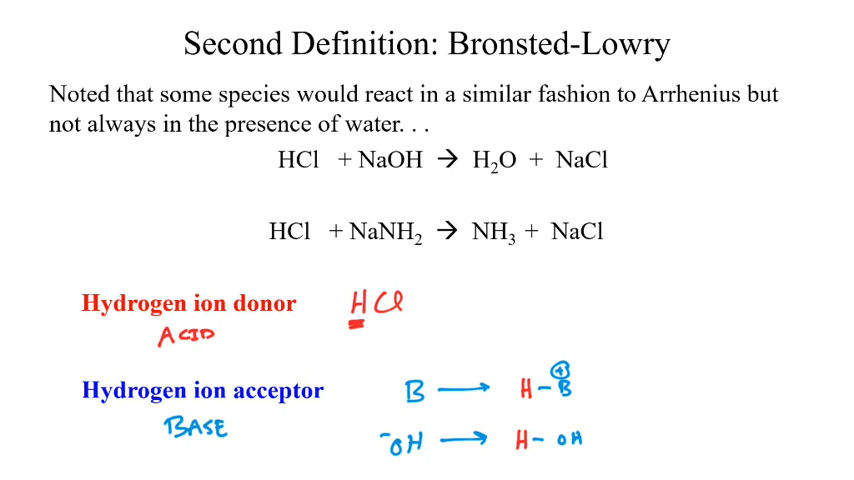 Second Definition: Bronsted-Lowry
Noted that some species would react in a similar fashion to Arrhenius but
not always in the presence of water. . .
HCl + NaOH → H₂O + NaCl
HCl + NaNH₂ → NH₃ + NaCl
Hydrogen ion donor HCl
ACID
Hydrogen ion acceptor B → H-B⊕
BASE
⁻OH → H-OH